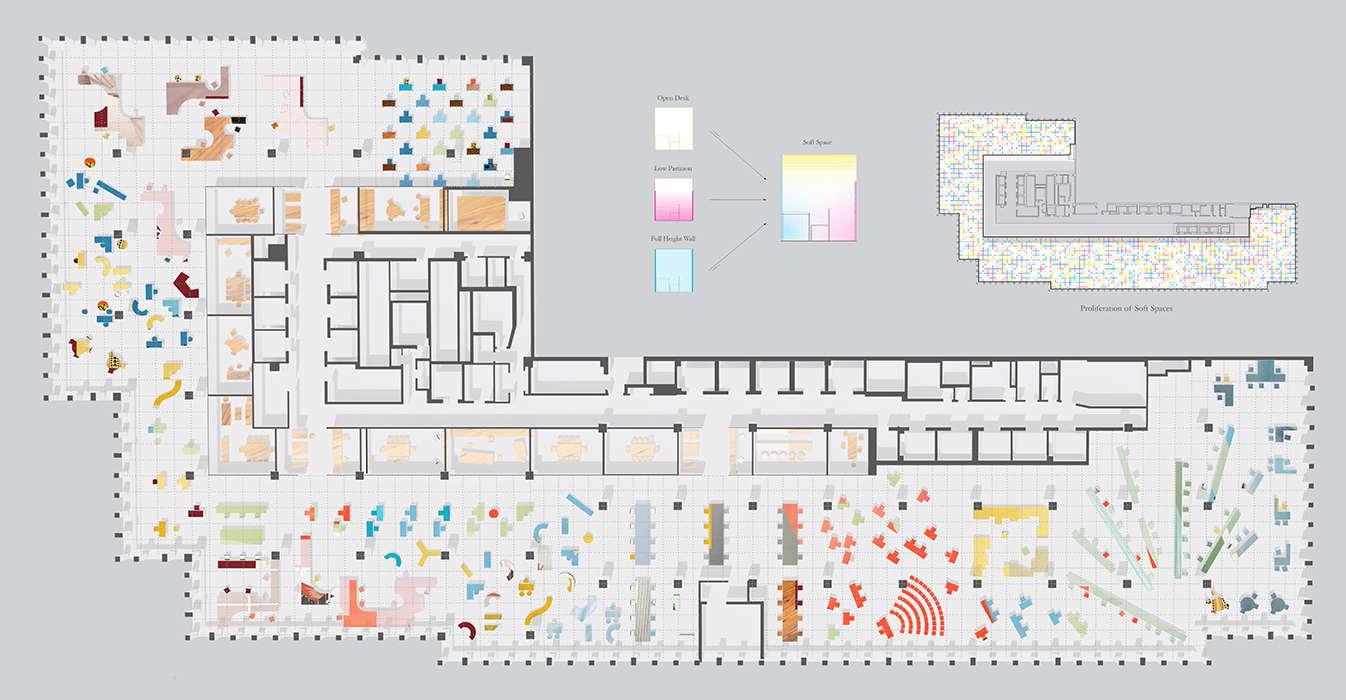 Open Desk
Soft Space
Low Partition
Full Height Wall
Proliferation of Soft Spaces